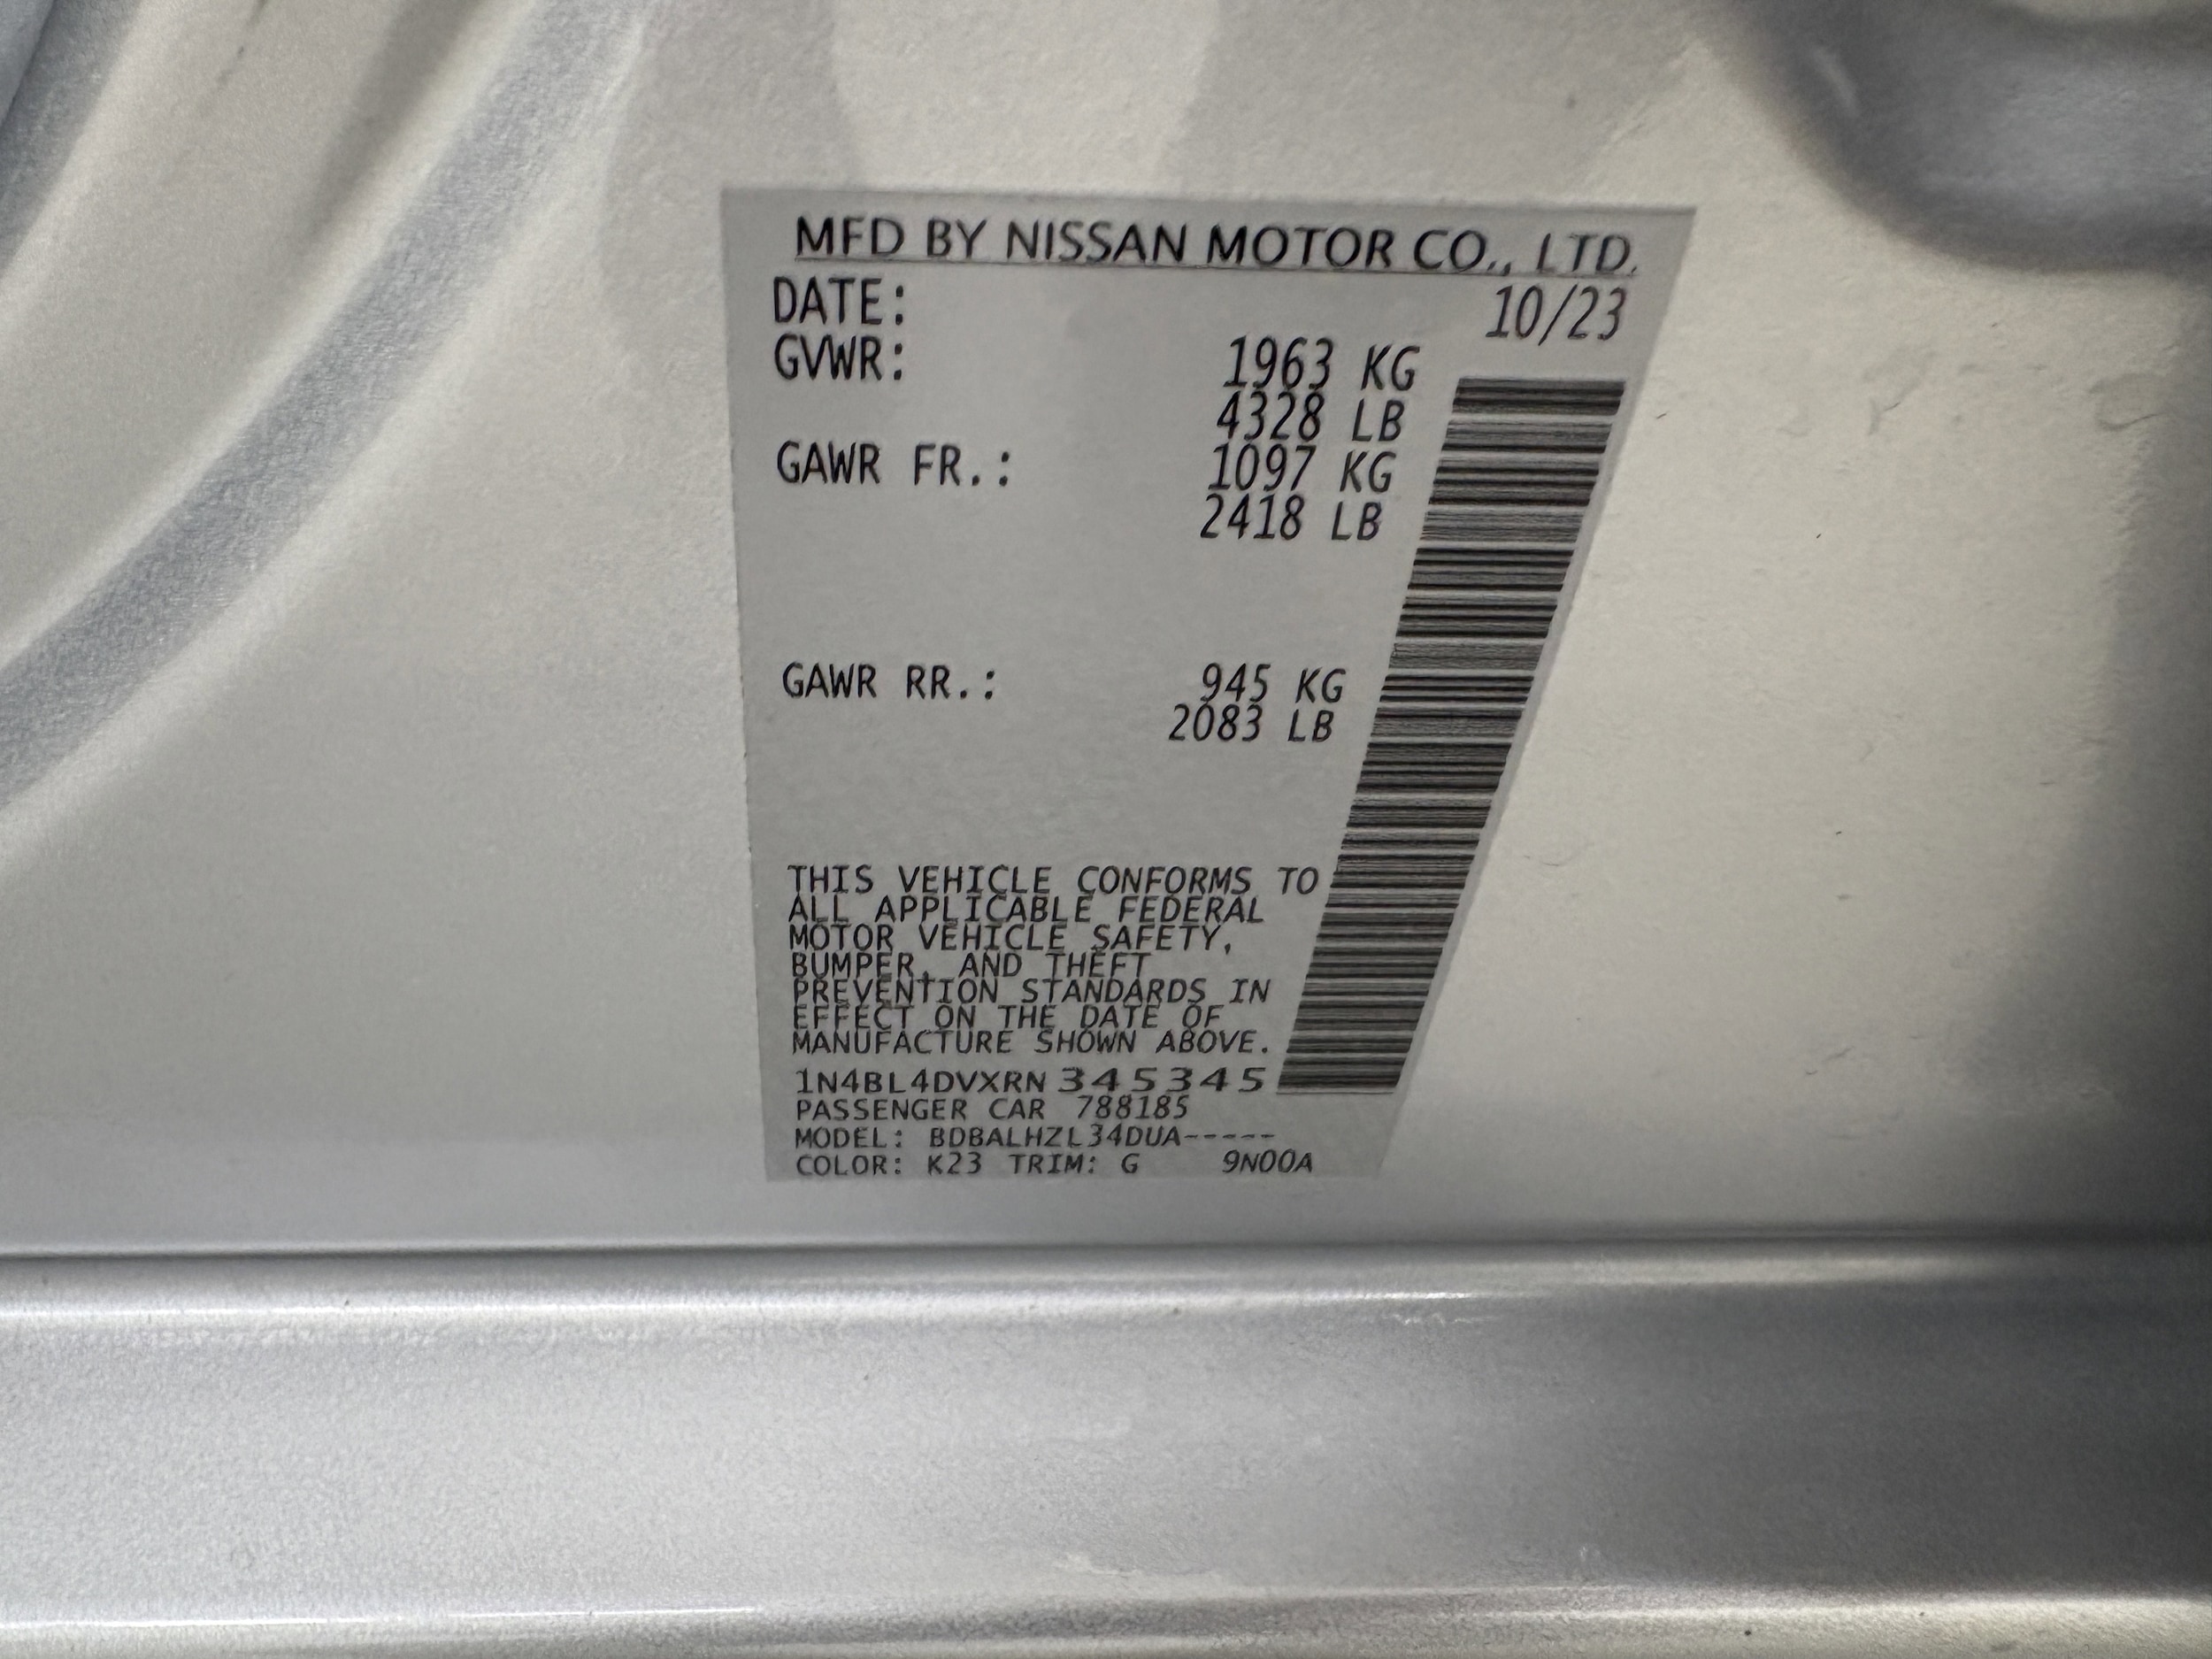 MFD BY NISSAN MOTOR CO., LTD.
DATE: 10/23
GVWR: 1963 KG
4328 LB
GAWR FR.: 1097 KG
2418 LB
GAWR RR.: 945 KG
2083 LB
THIS VEHICLE CONFORMS TO
ALL APPLICABLE FEDERAL
MOTOR VEHICLE SAFETY,
BUMPER, AND THEFT
PREVENTION STANDARDS IN
EFFECT ON THE DATE OF
MANUFACTURE SHOWN ABOVE.
1N4BL4DVXRN345345
PASSENGER CAR 788185
MODEL: BDBALHZL34DUA-----
COLOR: K23 TRIM: G 9N00A